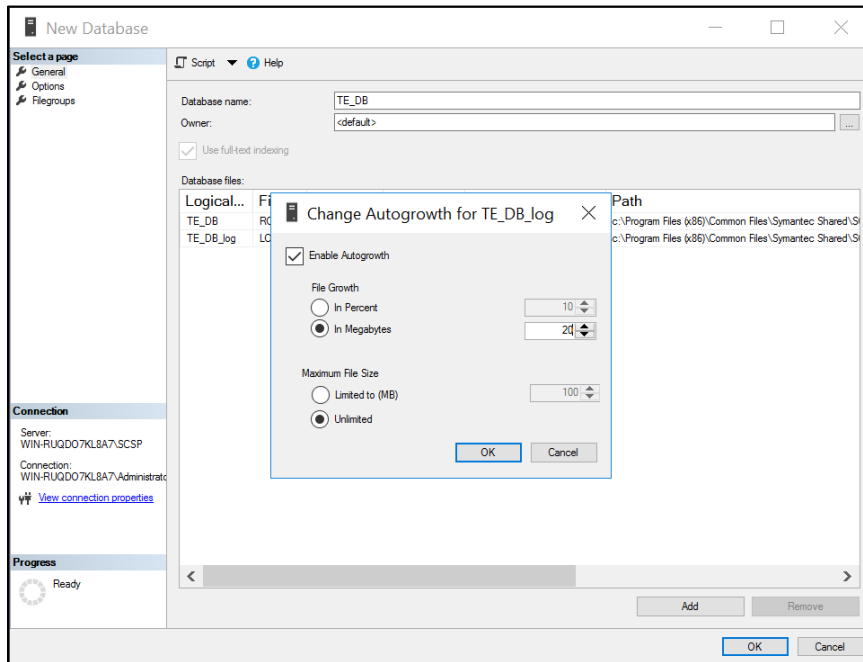 New Database
Select a page
General
Options
Filegroups
Script
Help
Database name:
TE_DB
Owner:
<default>
...
Use full-text indexing
Database files:
Logical... Fi Path
TE_DB RO c:\Program Files (x86)\Common Files\Symantec Shared\S
TE_DB_log LO c:\Program Files (x86)\Common Files\Symantec Shared\S
Change Autogrowth for TE_DB_log
Enable Autogrowth
File Growth
In Percent 10
In Megabytes 20
Maximum File Size
Limited to (MB) 100
Unlimited
OK Cancel
Connection
Server:
WIN-RUQDO7KL8A7\SCSP
Connection:
WIN-RUQDO7KL8A7\Administrato
View connection properties
Progress
Ready
Add Remove
OK Cancel